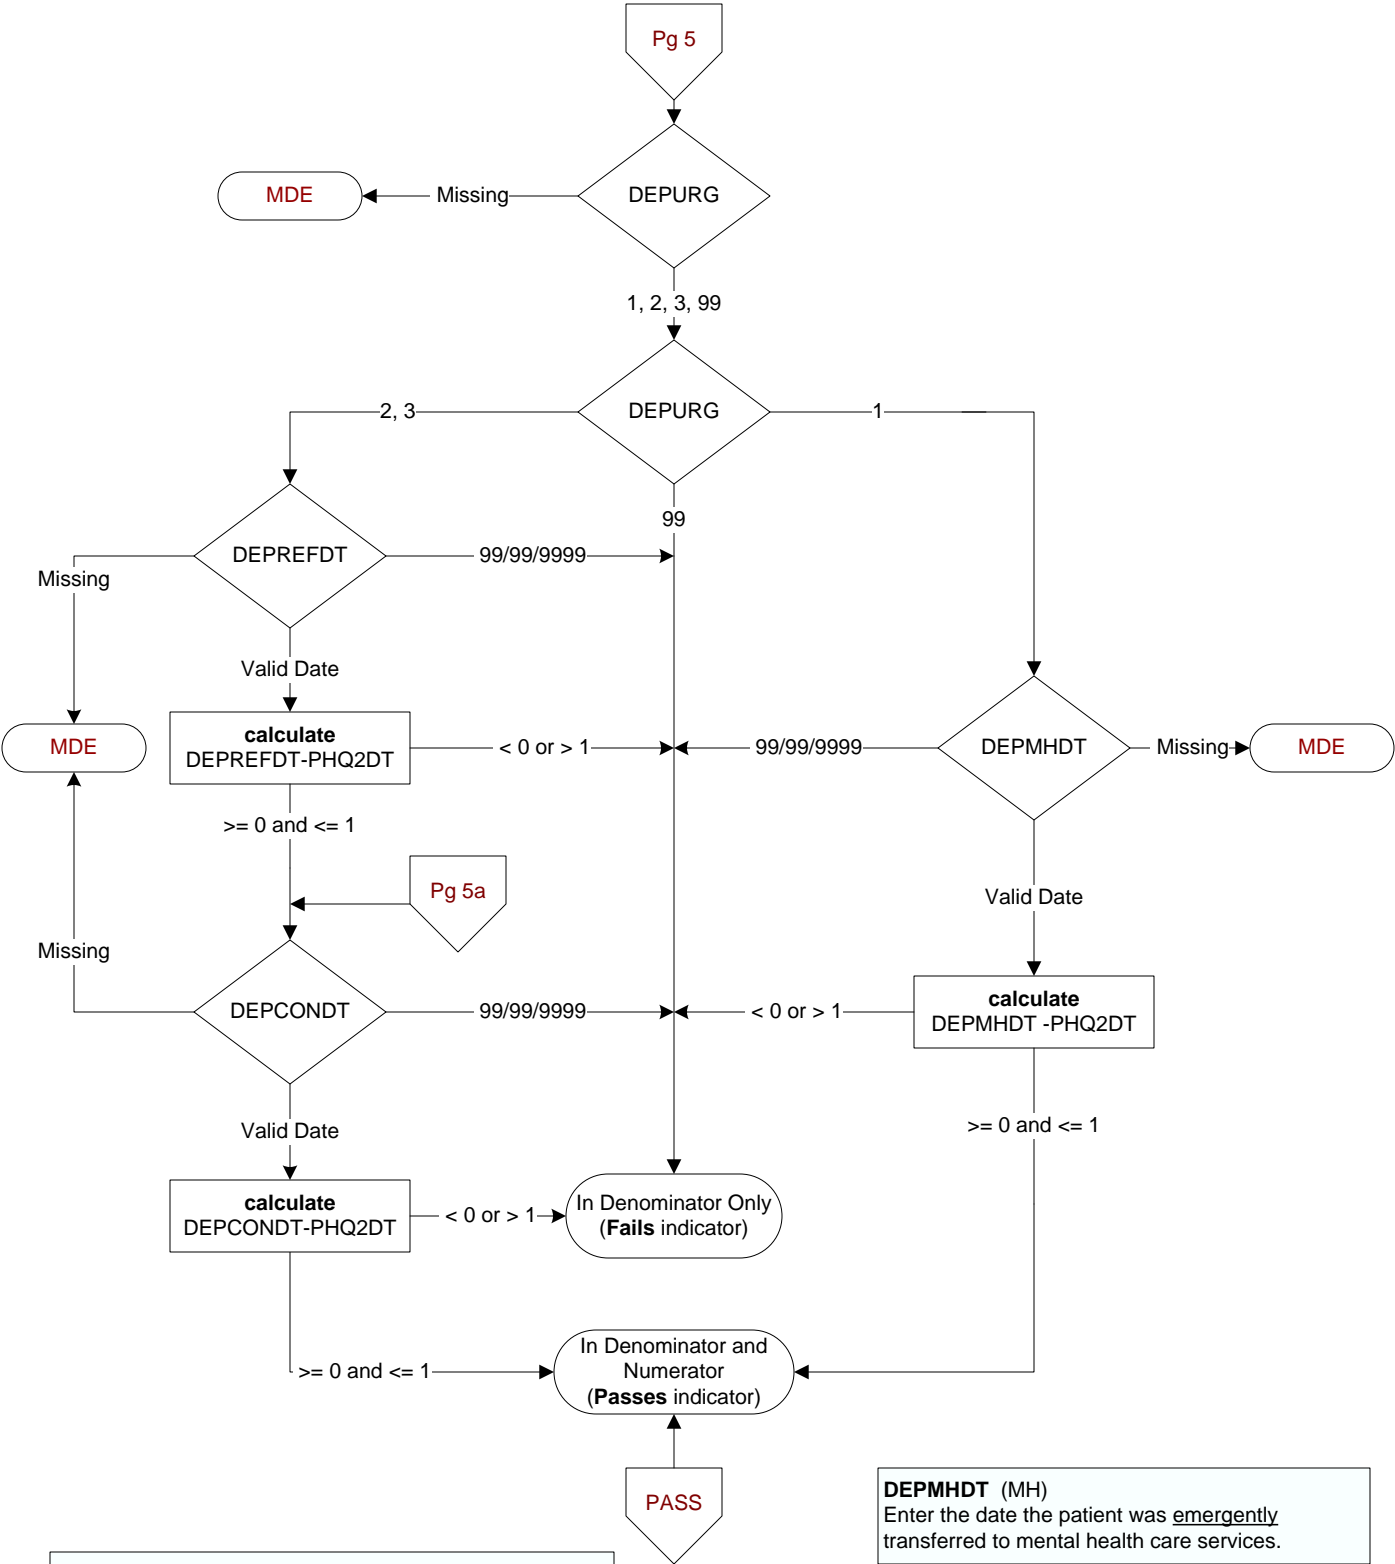 Pg 5
DEPURG
Missing
MDE
1, 2, 3, 99
DEPURG
2, 3
1
99
DEPREFDT
99/99/9999
Missing
Valid Date
MDE
calculate
DEPREFDT-PHQ2DT
< 0 or > 1
99/99/9999
DEPMHDT
Missing
MDE
>= 0 and <= 1
Pg 5a
Valid Date
Missing
DEPCONDT
99/99/9999
< 0 or > 1
calculate
DEPMHDT -PHQ2DT
Valid Date
>= 0 and <= 1
calculate
DEPCONDT-PHQ2DT
< 0 or > 1
In Denominator Only
(Fails indicator)
>= 0 and <= 1
In Denominator and
Numerator
(Passes indicator)
PASS
DEPMHDT (MH)
Enter the date the patient was emergently
transferred to mental health care services.